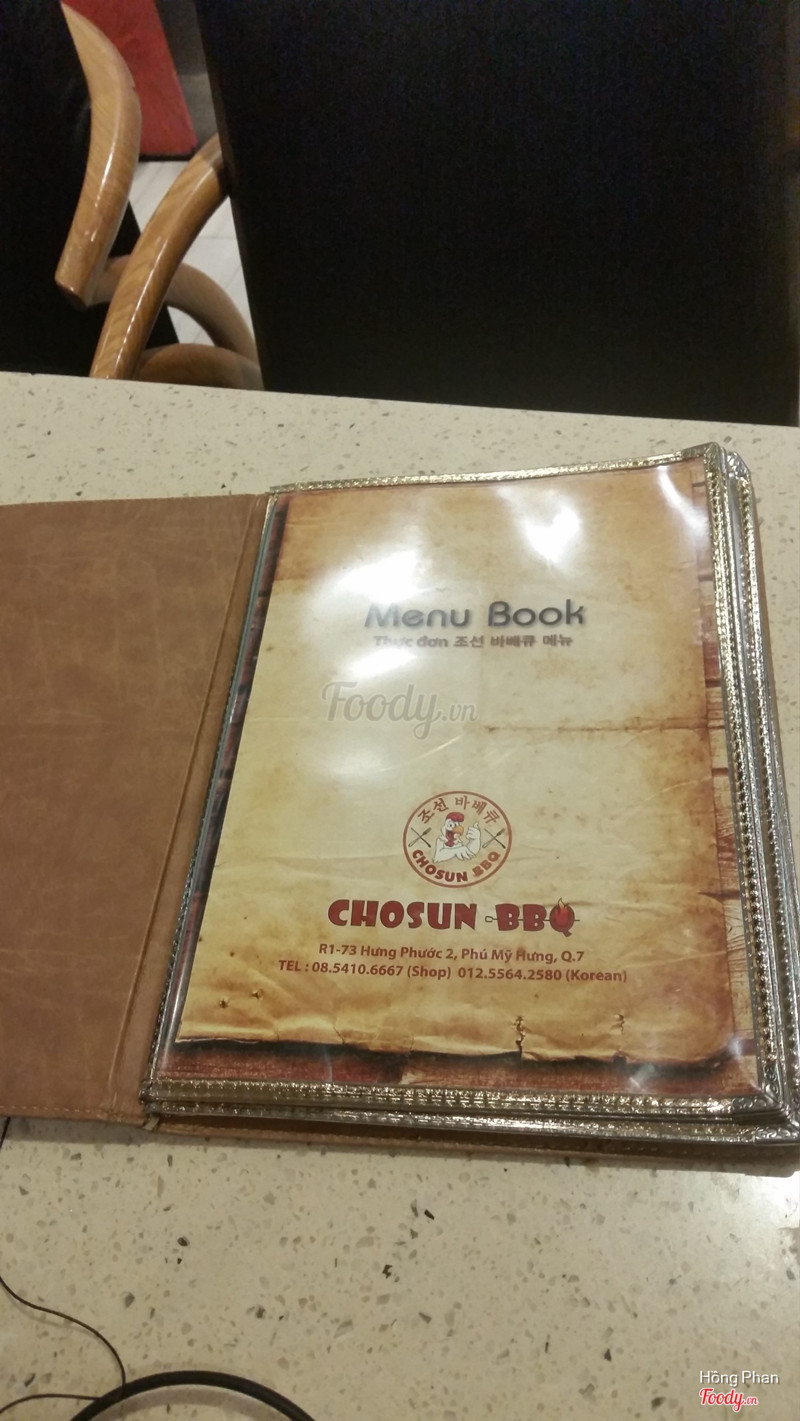 Menu Book
Thực đơn 조선 바베큐 메뉴
Foody.vn
조선 바베큐
CHOSUN BBQ
CHOSUN BBQ
R1-73 Hưng Phước 2, Phú Mỹ Hưng, Q.7
TEL : 08.5410.6667 (Shop) 012.5564.2580 (Korean)
Hồng Phan
Foody.vn